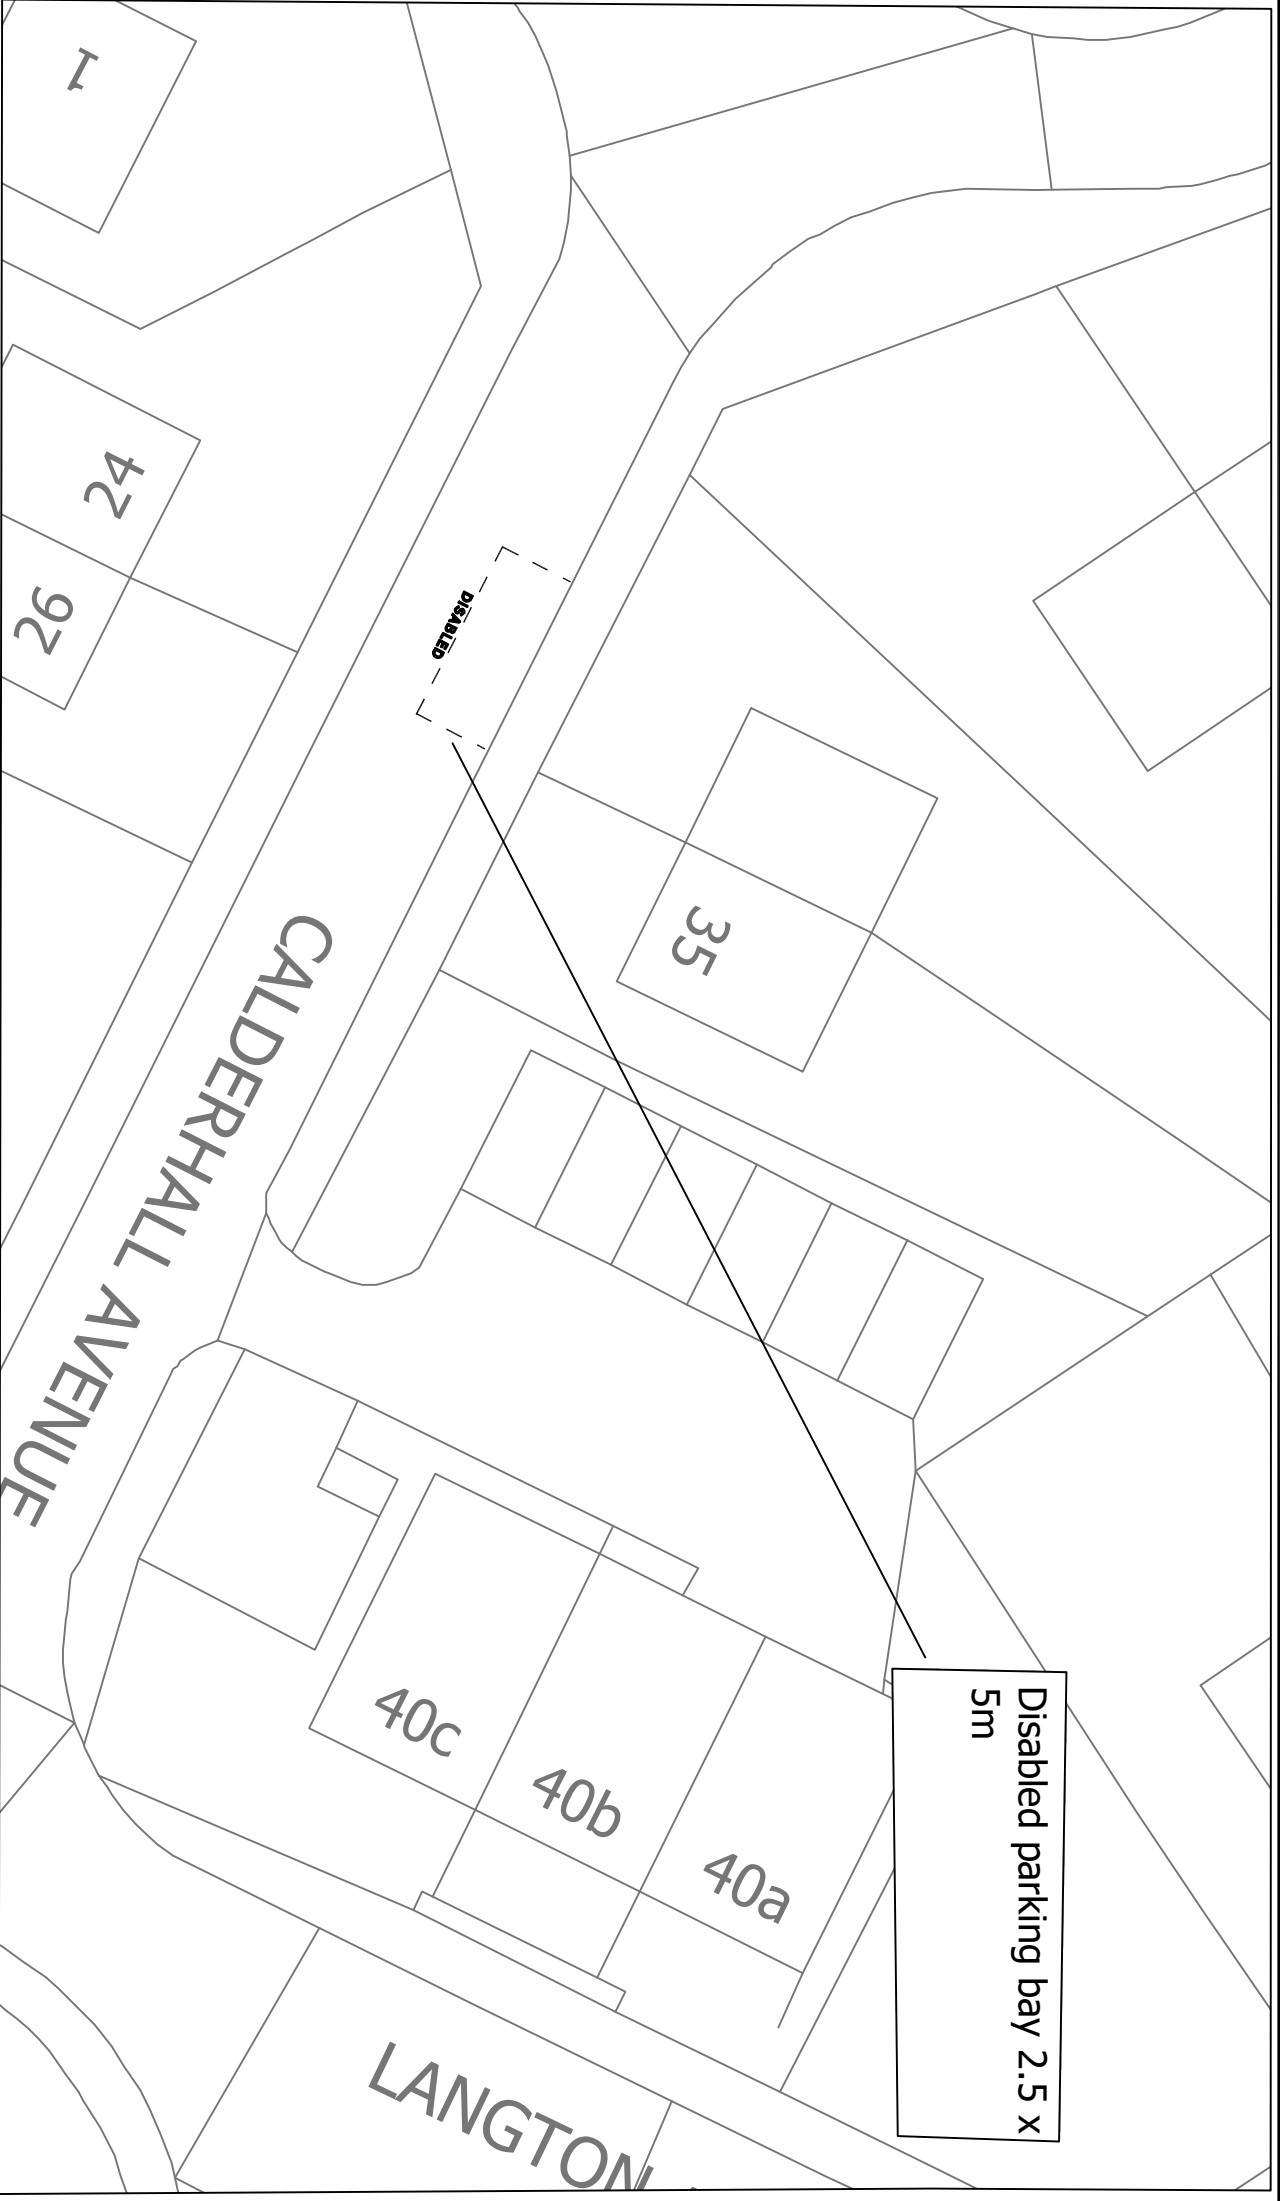 1
24
26
DISABLED
35
CALDERHALL AVENUE
40c
40b
40a
Disabled parking bay 2.5 x
5m
LANGTON